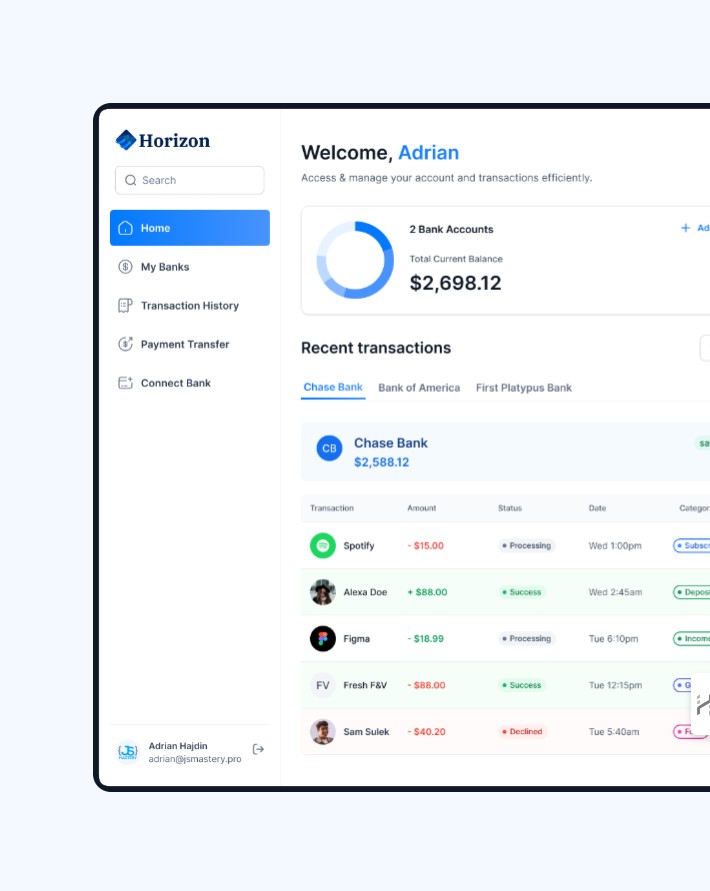 Horizon
Search
Home
My Banks
Transaction History
Payment Transfer
Connect Bank
Adrian Hajdin
adrian@jsmastery.pro
JS
MASTERY
Welcome, Adrian
Access & manage your account and transactions efficiently.
2 Bank Accounts
+ Ad
Total Current Balance
$2,698.12
Recent transactions
Chase Bank Bank of America First Platypus Bank
CB
Chase Bank
$2,588.12
sa
Transaction Amount Status Date Categor
Spotify - $15.00 Processing Wed 1:00pm Subscr
Alexa Doe + $88.00 Success Wed 2:45am Deposi
Figma - $18.99 Processing Tue 6:10pm Income
FV Fresh F&V - $88.00 Success Tue 12:15pm G
Sam Sulek - $40.20 Declined Tue 5:40am